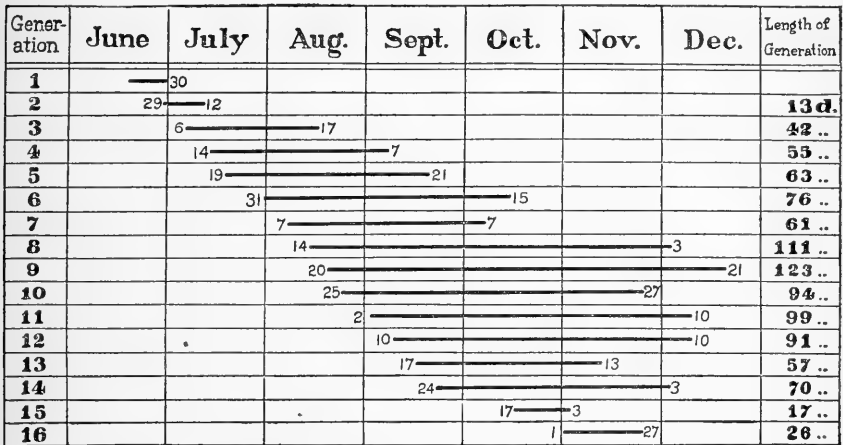 Gener-ation June July Aug. Sept. Oct. Nov. Dec. Length of Generation
1 30
2 29 12 13d.
3 6 17 42 ..
4 14 7 55 ..
5 19 21 63 ..
6 31 15 76 ..
7 7 7 61 ..
8 14 3 111 ..
9 20 21 123 ..
10 25 27 94 ..
11 2 10 99 ..
12 10 10 91 ..
13 17 13 57 ..
14 24 3 70 ..
15 17 3 17 ..
16 1 27 26 ..